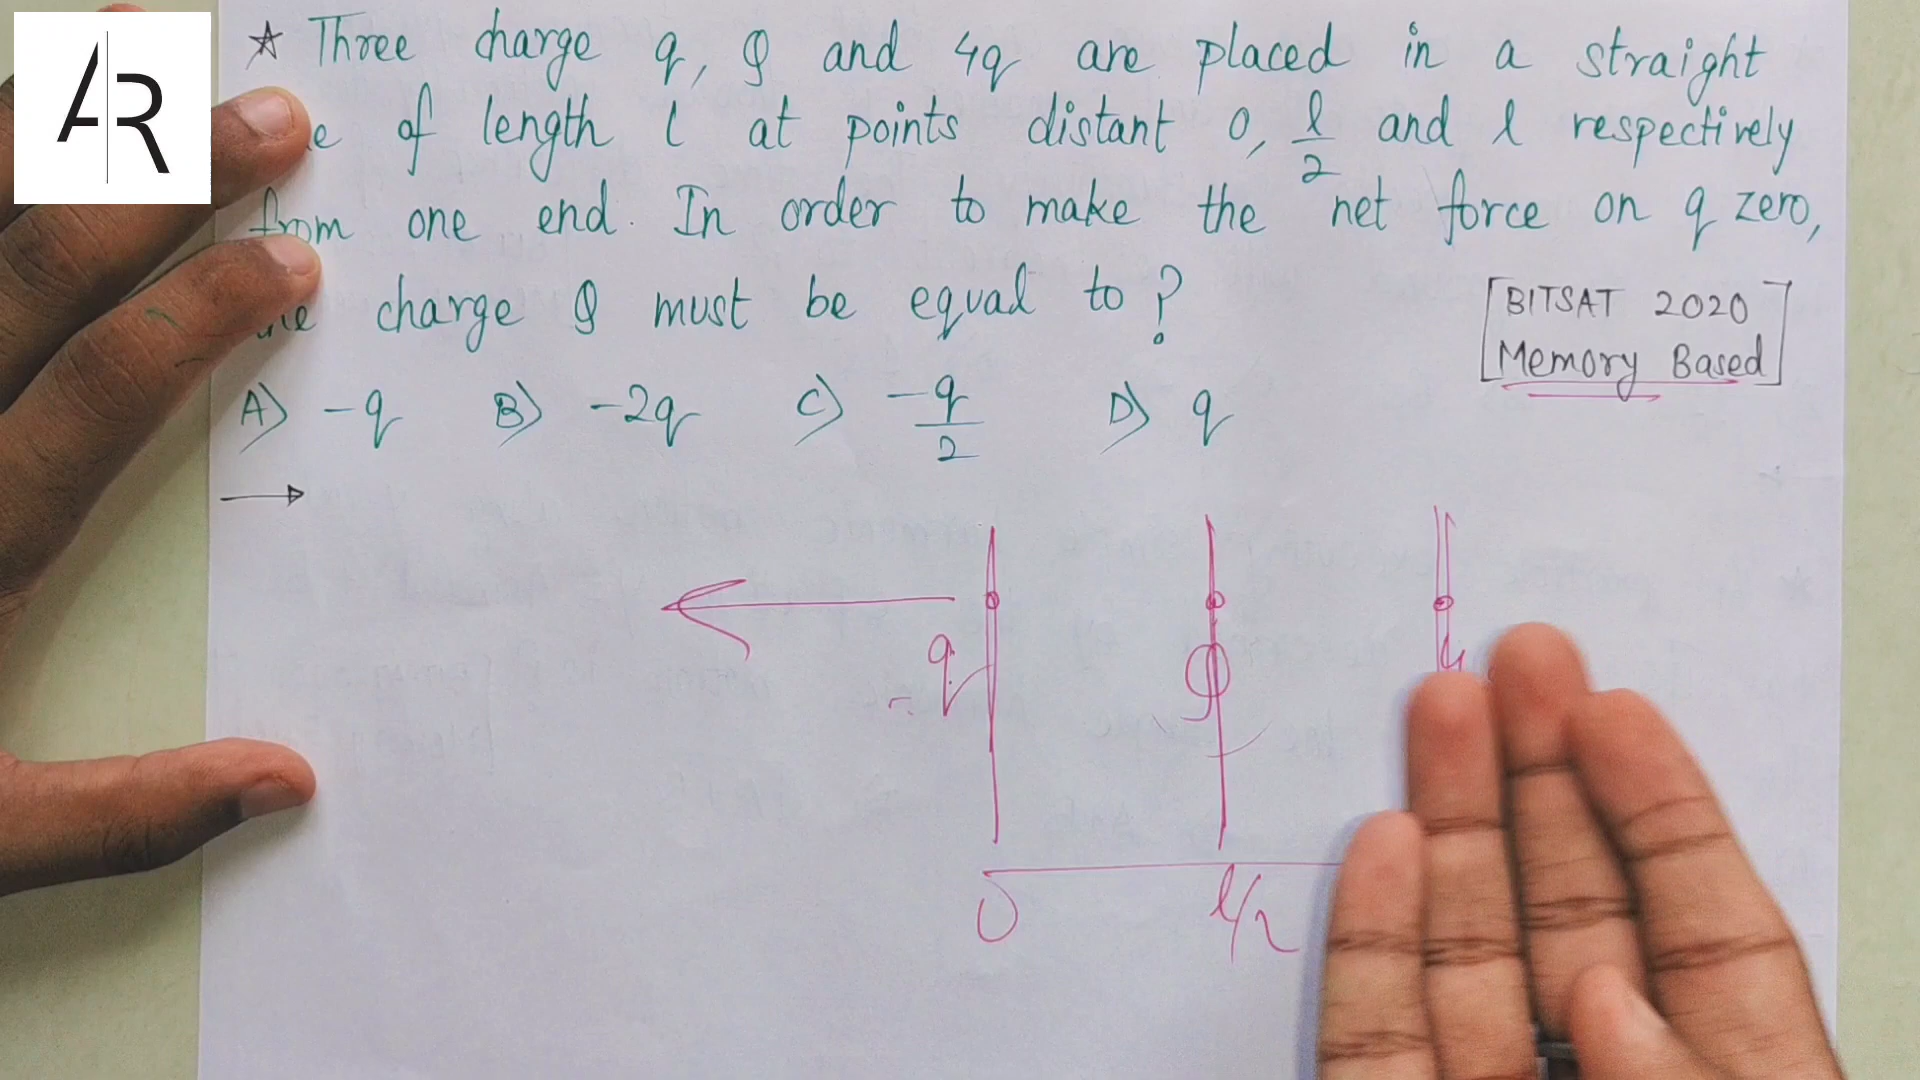 AR
☆ Three charge q, Q and 4q are placed in a straight
of length l at points distant 0, l/2 and l respectively
from one end. In order to make the net force on q zero,
charge Q must be equal to ?
[BITSAT 2020
Memory Based]
A) -q B) -2q C) -q/2 D) q
→
q Q 4
0 l/2